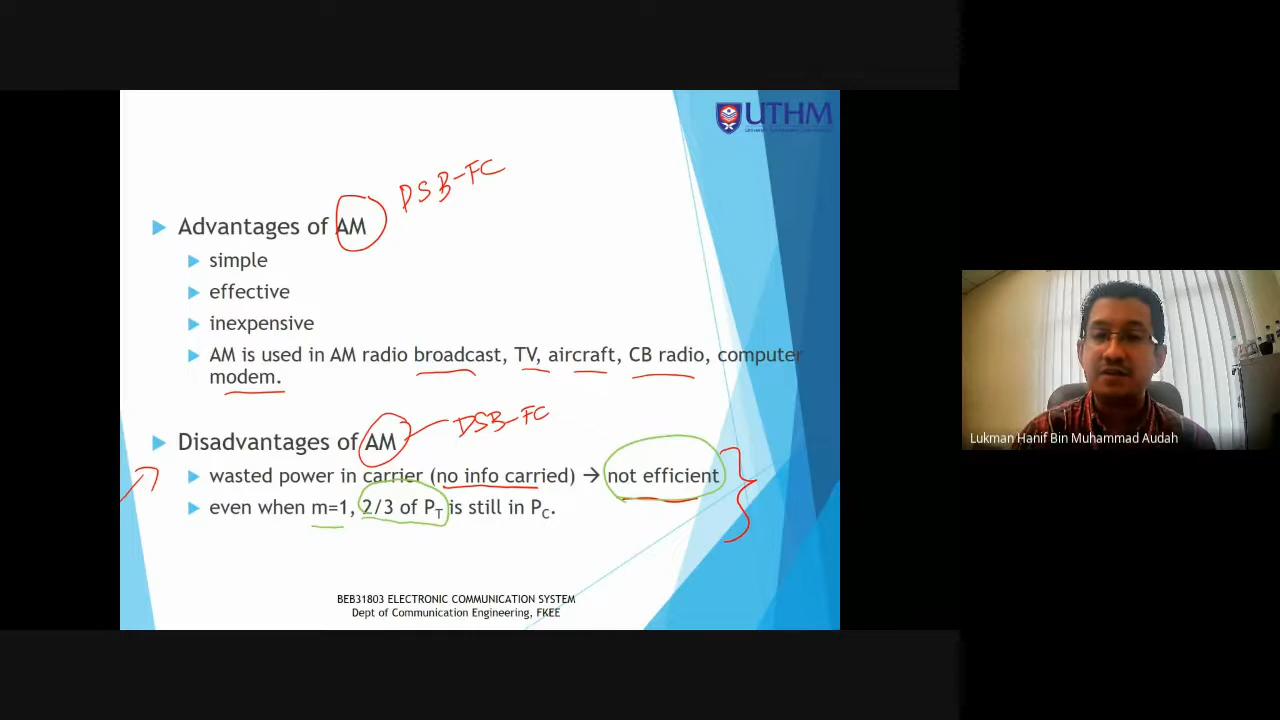 UTHM
DSB-FC
Advantages of AM
simple
effective
inexpensive
AM is used in AM radio broadcast, TV, aircraft, CB radio, computer
modem.
DSB-FC
Disadvantages of AM
wasted power in carrier (no info carried) → not efficient
even when m=1, 2/3 of PT is still in PC.
Lukman Hanif Bin Muhammad Audah
BEB31803 ELECTRONIC COMMUNICATION SYSTEM
Dept of Communication Engineering, FKEE